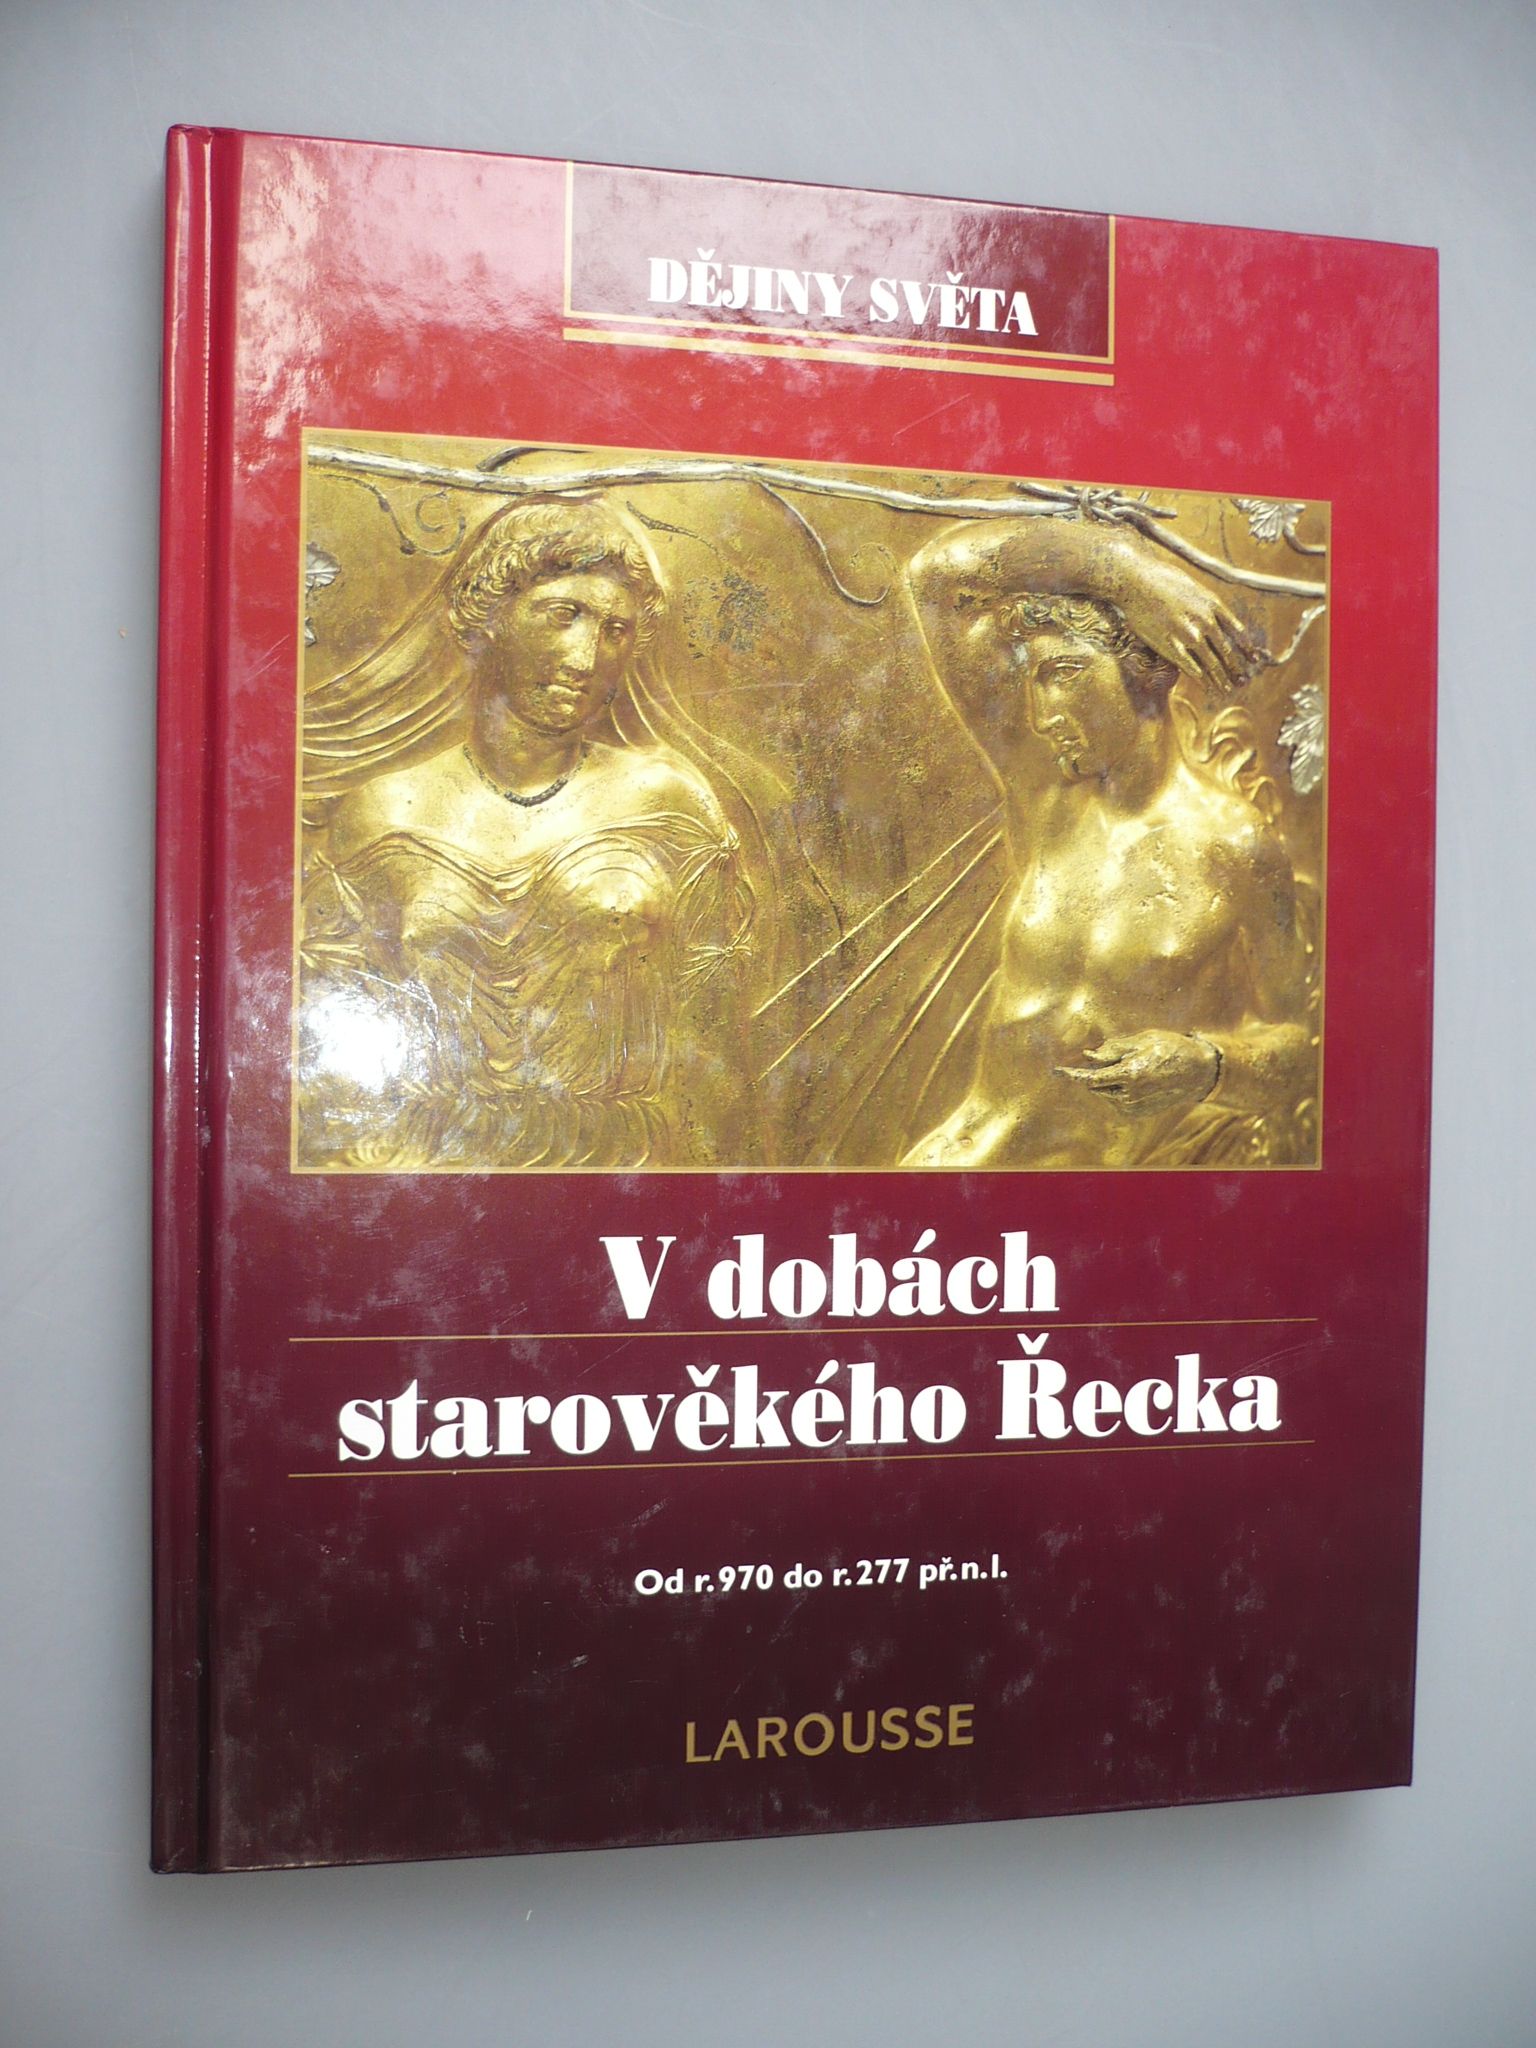 DĚJINY SVĚTA
V dobách
starověkého Řecka
Od r. 970 do r. 277 př. n. l.
LAROUSSE